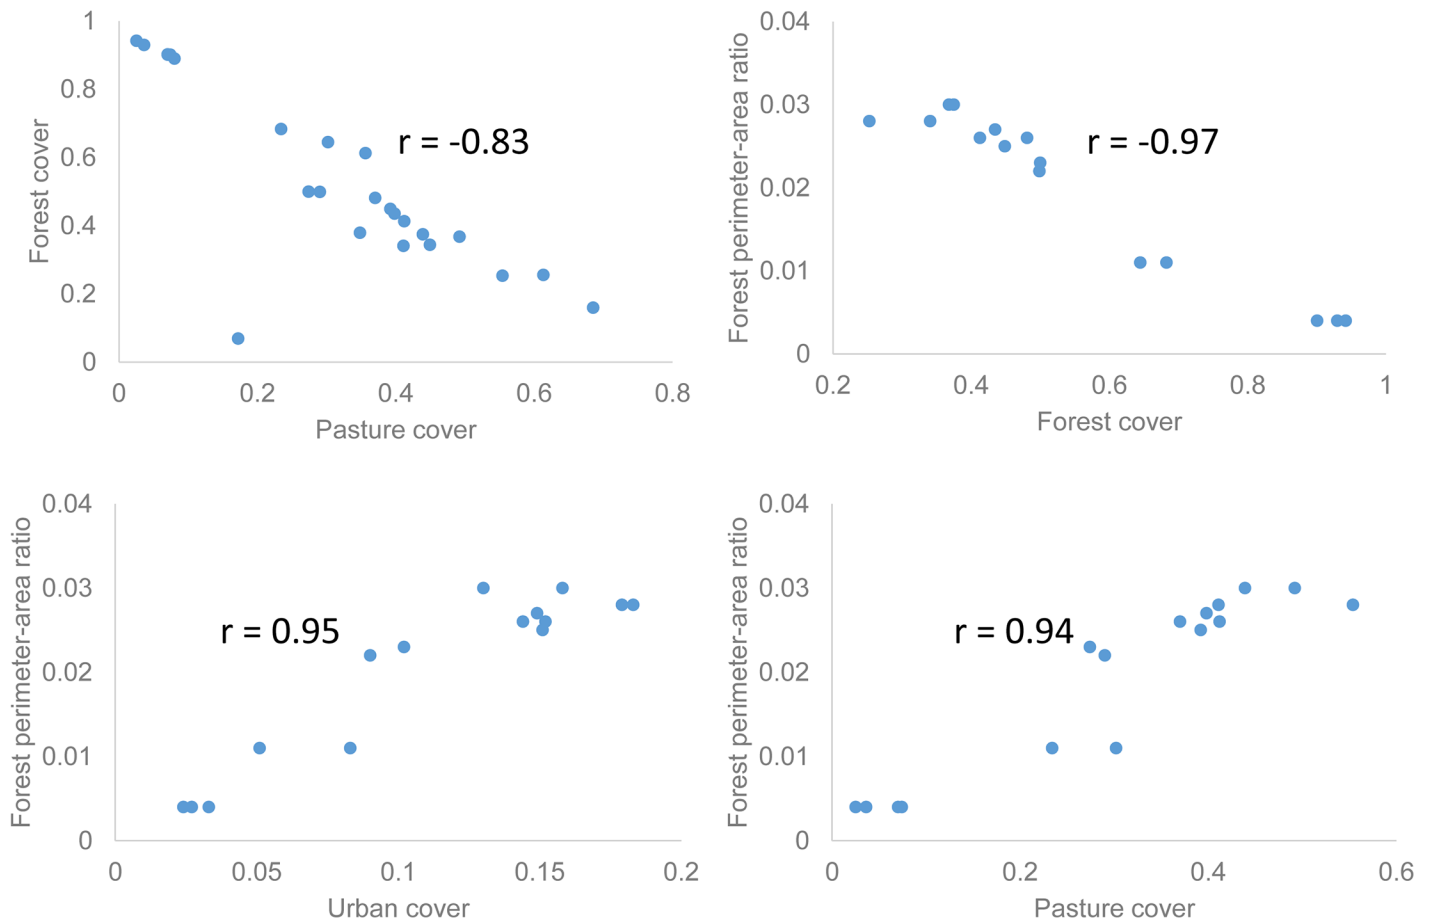 1
0.8
0.6
0.4
0.2
0
Forest cover
r = -0.83
0 0.2 0.4 0.6 0.8
Pasture cover
0.04
0.03
0.02
0.01
0
Forest perimeter-area ratio
r = -0.97
0.2 0.4 0.6 0.8 1
Forest cover
0.04
0.03
0.02
0.01
0
Forest perimeter-area ratio
r = 0.95
0 0.05 0.1 0.15 0.2
Urban cover
0.04
0.03
0.02
0.01
0
Forest perimeter-area ratio
r = 0.94
0 0.2 0.4 0.6
Pasture cover